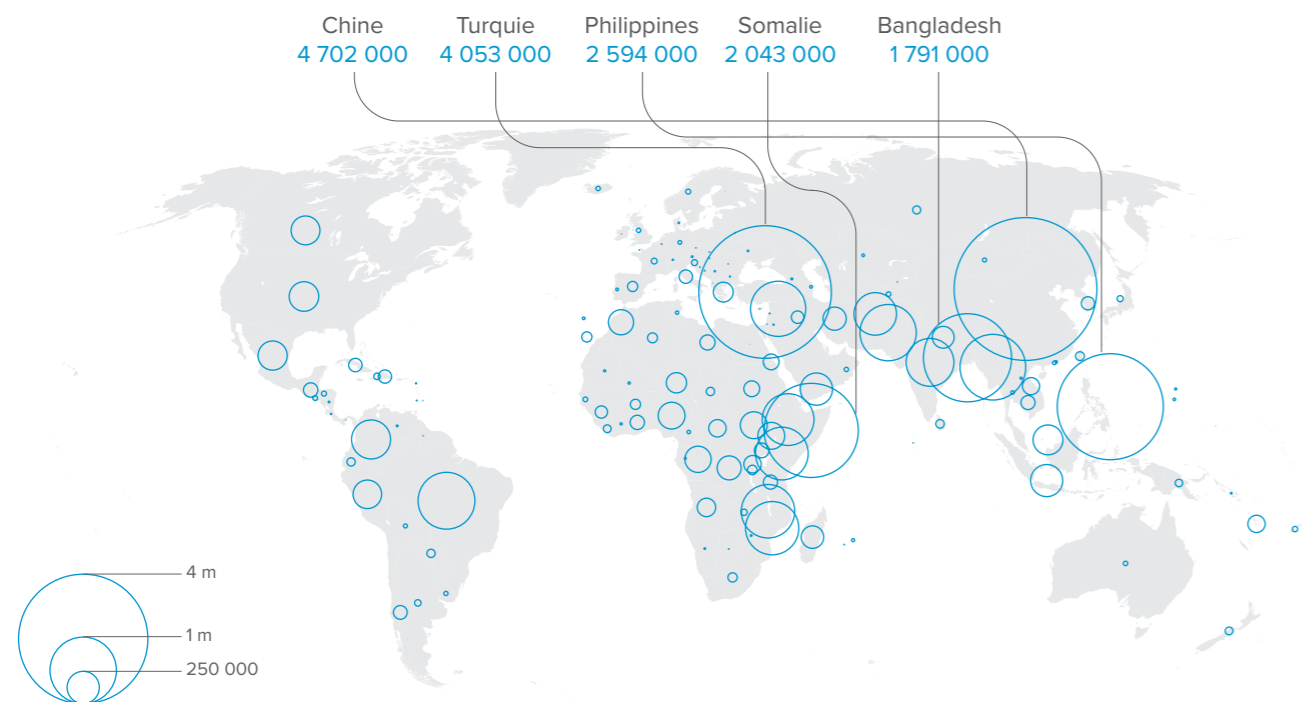 Chine
4 702 000
Turquie
4 053 000
Philippines
2 594 000
Somalie
2 043 000
Bangladesh
1 791 000
4 m
1 m
250 000